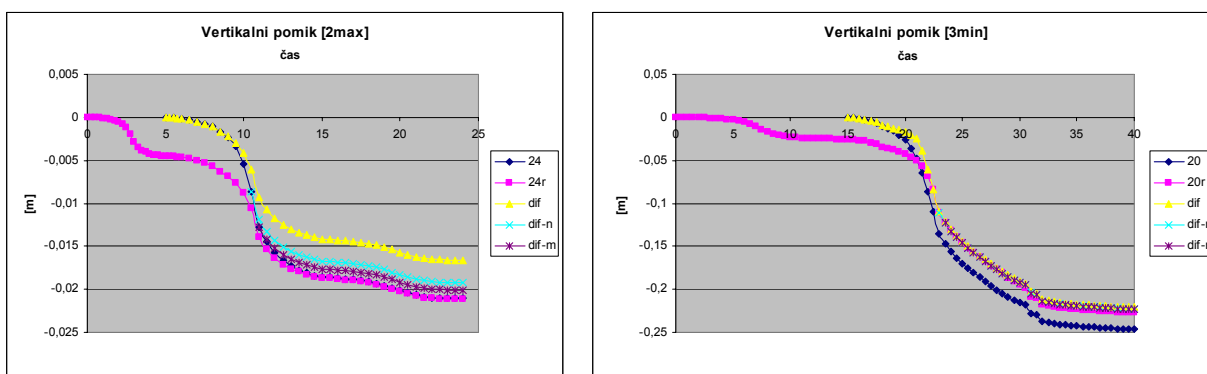 Vertikalni pomik [2max]
čas
0,005
0
-0,005
-0,01
-0,015
-0,02
-0,025
0 5 10 15 20 25
[m]
24
24r
dif
dif-n
dif-m
Vertikalni pomik [3min]
čas
0,05
0
-0,05
-0,1
-0,15
-0,2
-0,25
0 5 10 15 20 25 30 35 40
[m]
20
20r
dif